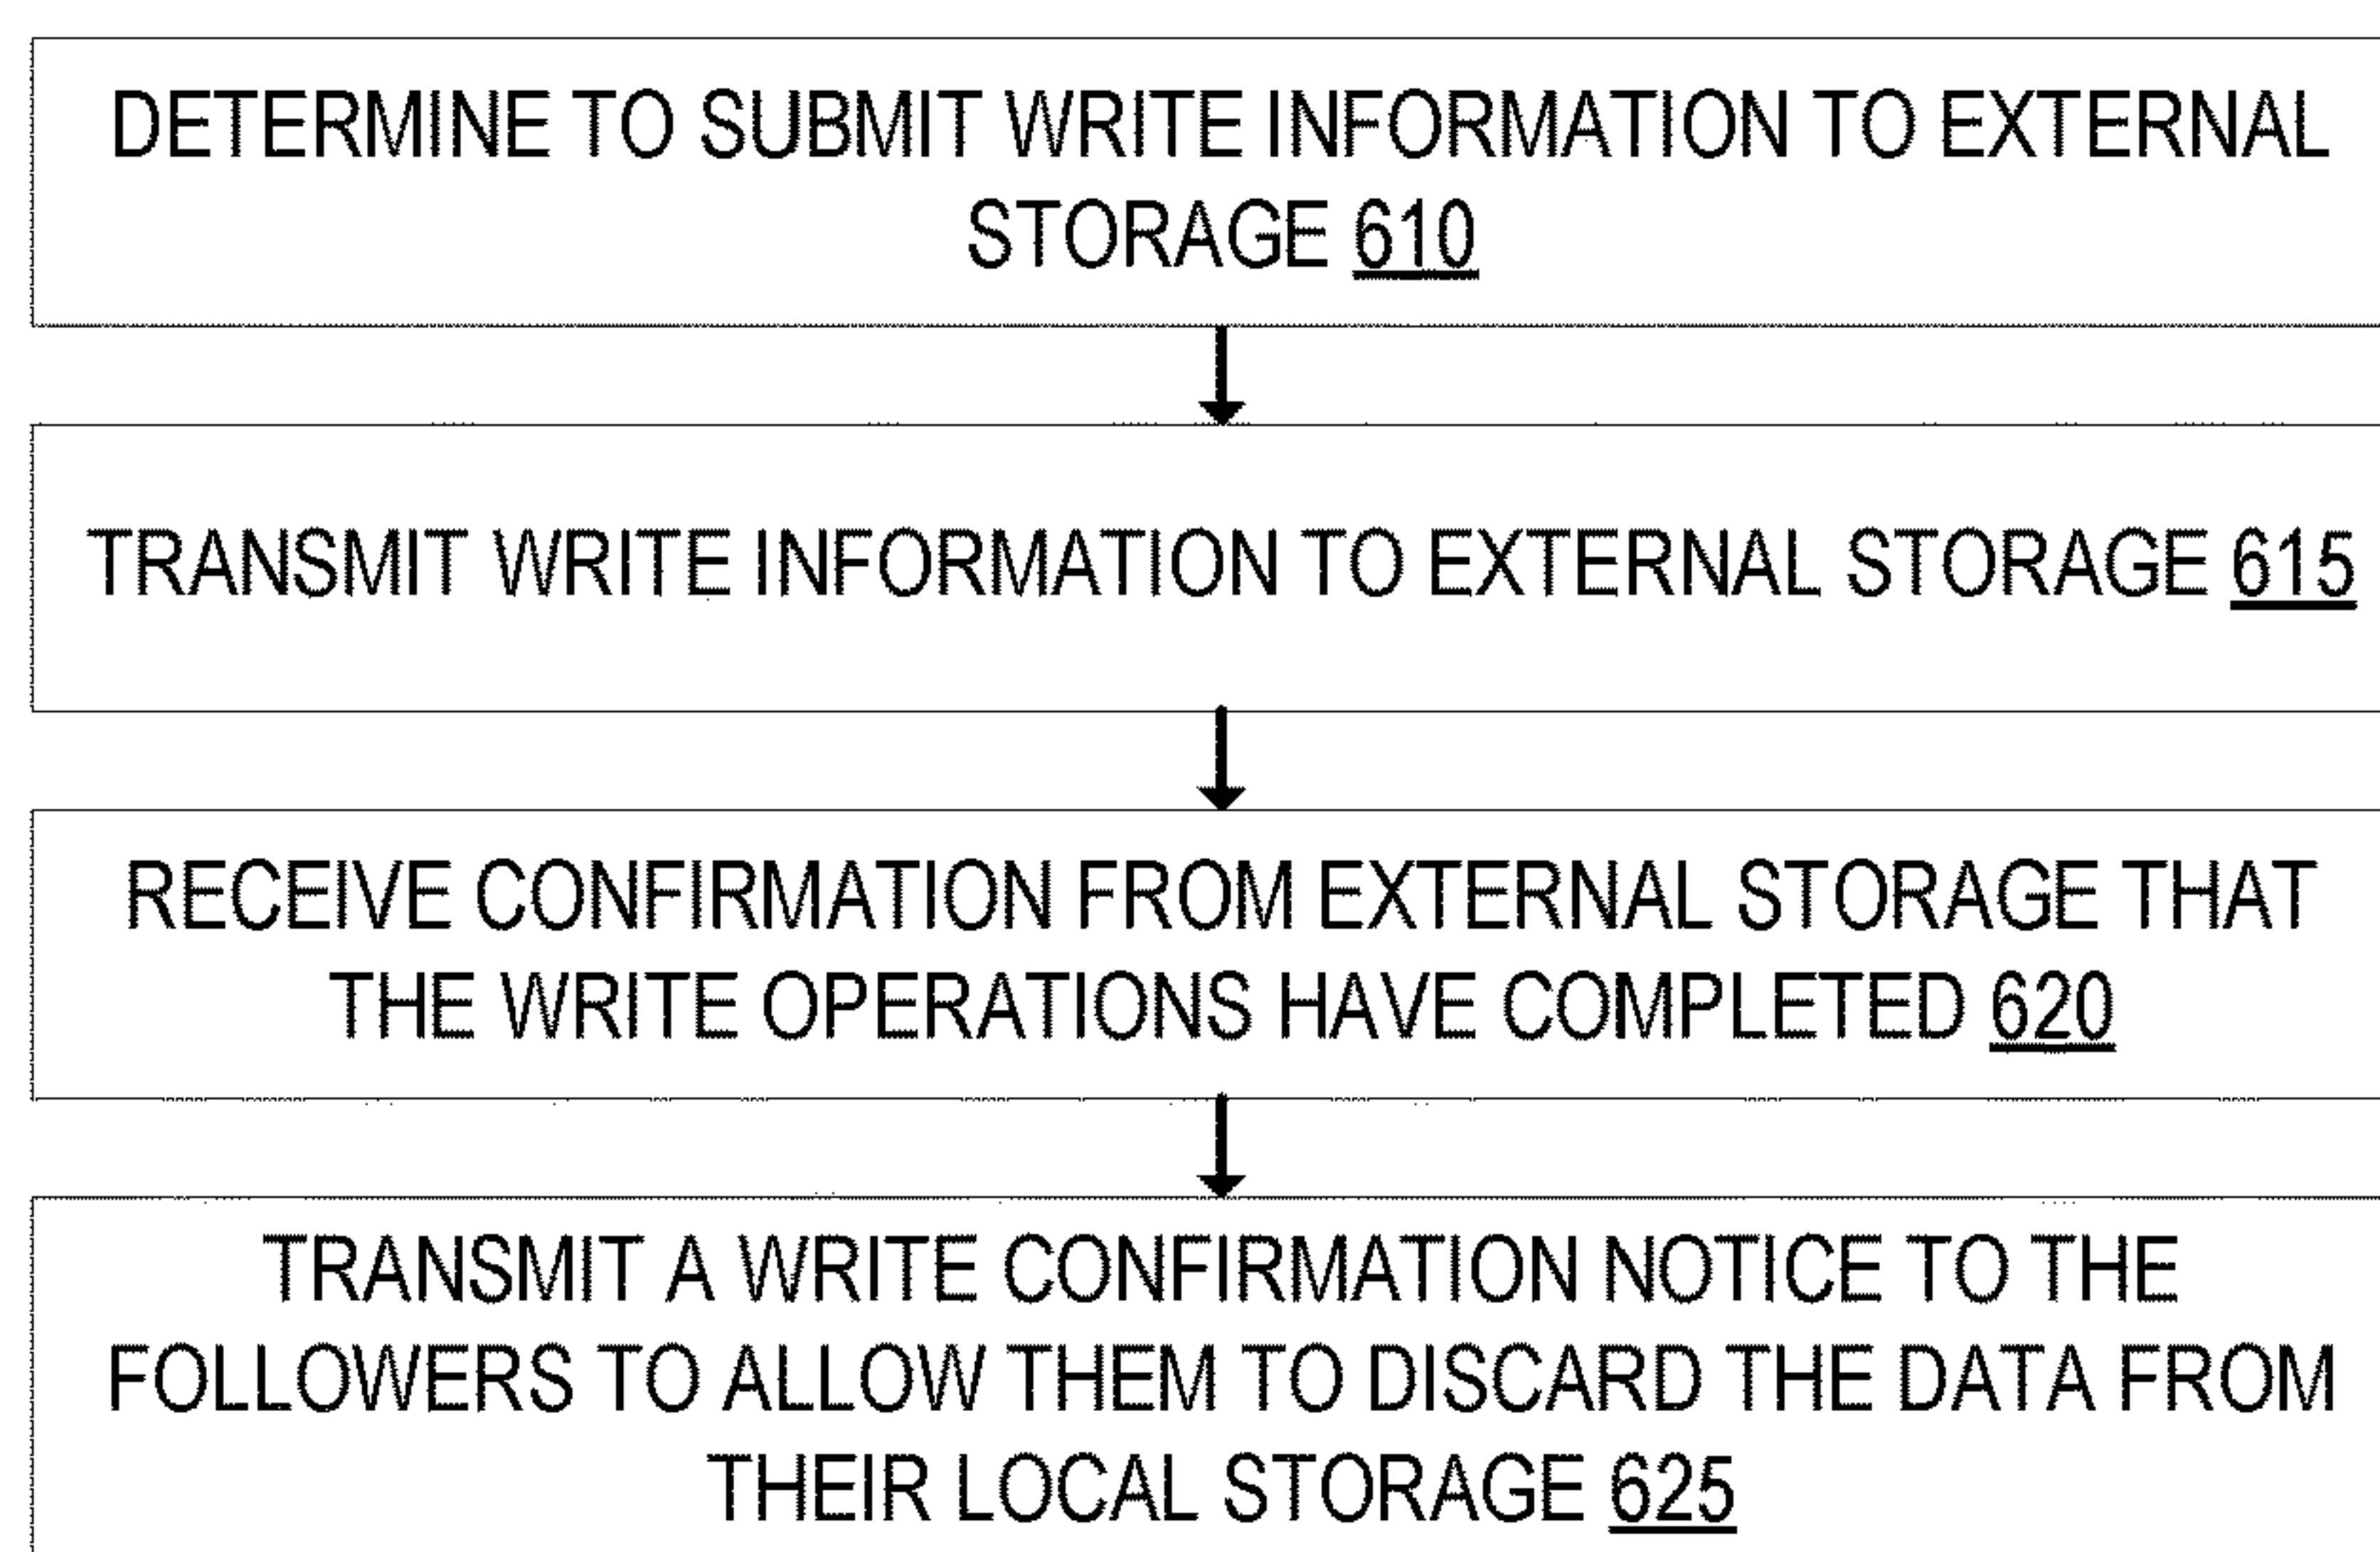 DETERMINE TO SUBMIT WRITE INFORMATION TO EXTERNAL
STORAGE 610
TRANSMIT WRITE INFORMATION TO EXTERNAL STORAGE 615
RECEIVE CONFIRMATION FROM EXTERNAL STORAGE THAT
THE WRITE OPERATIONS HAVE COMPLETED 620
TRANSMIT A WRITE CONFIRMATION NOTICE TO THE
FOLLOWERS TO ALLOW THEM TO DISCARD THE DATA FROM
THEIR LOCAL STORAGE 625